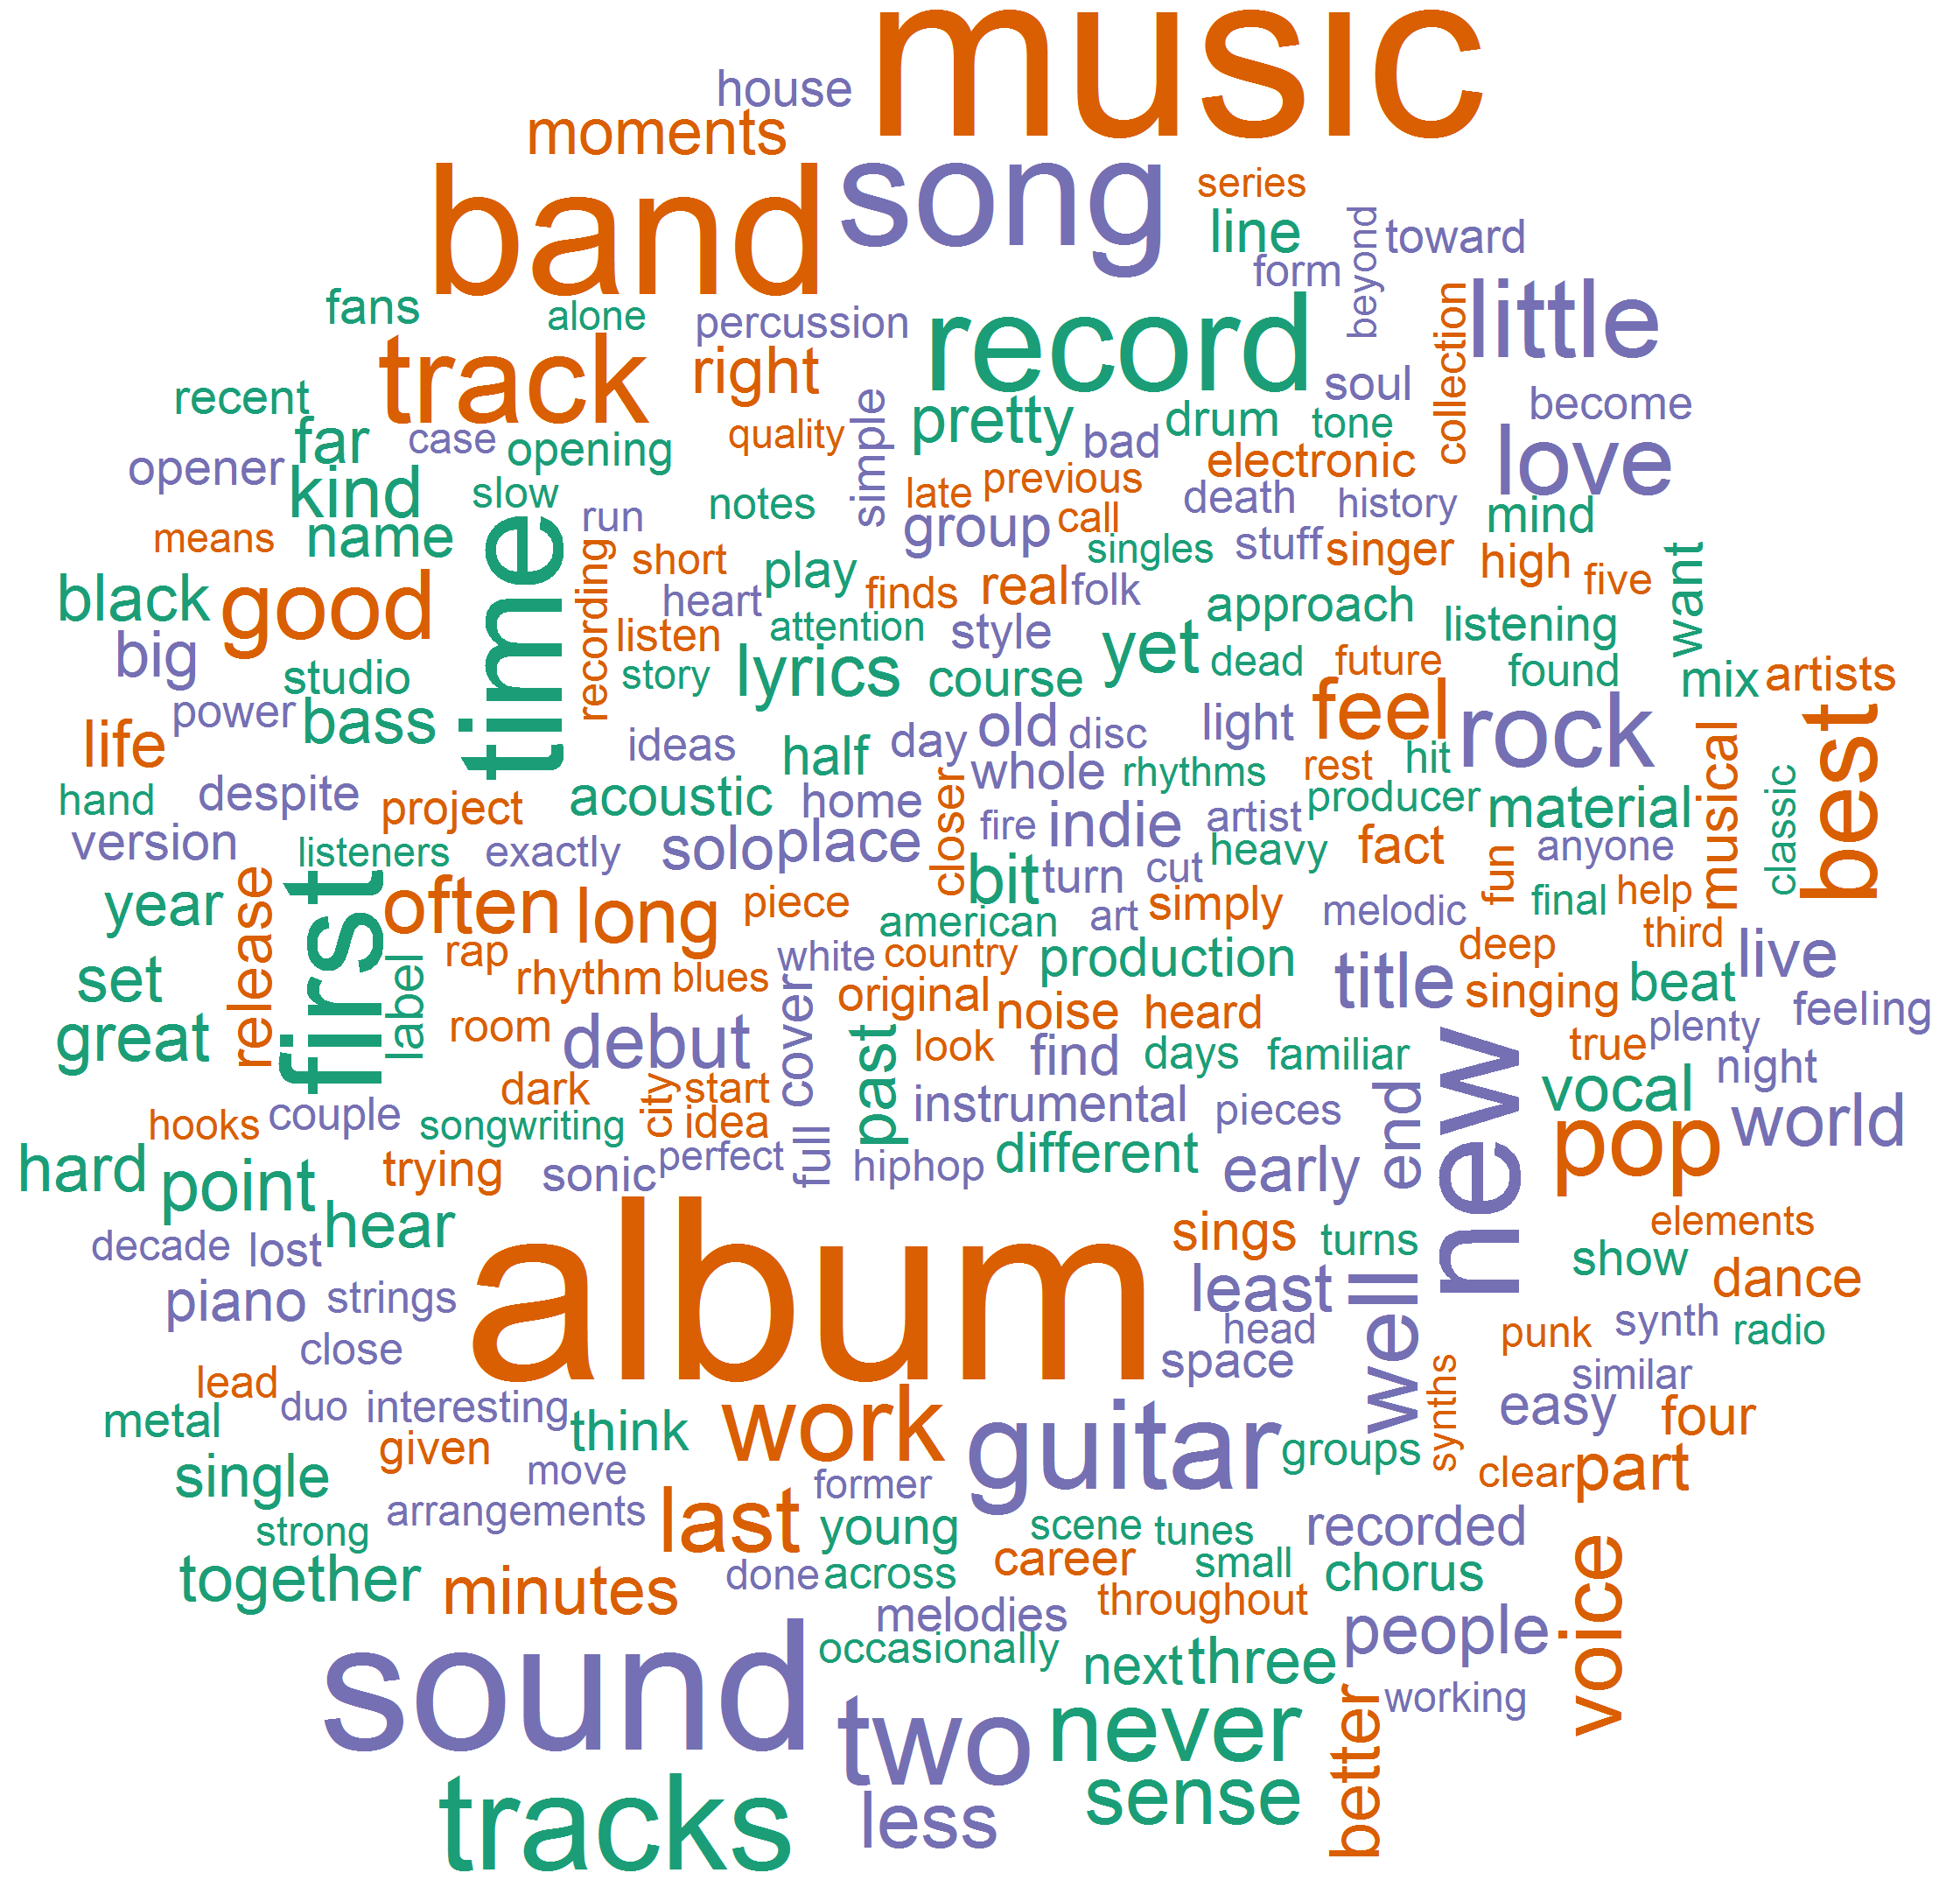 music
house
moments
band
song
series
line
toward
form
beyond
fans
alone
percussion
record
collection
little
track
right
soul
recent
pretty
drum
tone
become
far
case
opening
quality
simple
bad
electronic
love
opener
kind
slow
notes
late
previous
death
history
mind
means
name
time
run
group
call
singles
stuff
singer
high
five
want
black
good
recording
short
play
finds
real
folk
approach
listening
big
heart
listen
attention
style
yet
dead
future
found
mix
artists
studio
story
lyrics
course
feel
rock
best
life
power
bass
ideas
half
day
old
disc
light
hit
musical
hand
despite
project
acoustic
home
closer
whole
rhythms
rest
producer
material
classic
version
listeners
exactly
solo
place
fire
indie
artist
heavy
fact
fun
anyone
year
release
first
often
long
piece
bit
turn
cut
simply
melodic
final
help
american
art
set
label
rap
rhythm
blues
white
country
production
title
deep
third
live
singing
beat
feeling
great
room
debut
cover
original
noise
heard
plenty
past
look
find
days
familiar
true
night
dark
city
start
new
vocal
hooks
couple
songwriting
idea
full
instrumental
pieces
end
pop
world
hard
point
trying
sonic
perfect
hiphop
different
early
hear
decade
lost
album
sings
turns
elements
show
piano
strings
least
well
dance
close
head
punk
synth
radio
lead
space
synths
similar
metal
duo
interesting
think
work
guitar
easy
four
given
groups
single
move
former
clear
part
arrangements
strong
last
young
scene
tunes
recorded
together
minutes
done
across
career
small
chorus
voice
melodies
throughout
sound
occasionally
people
next
three
better
working
two
never
tracks
less
sense